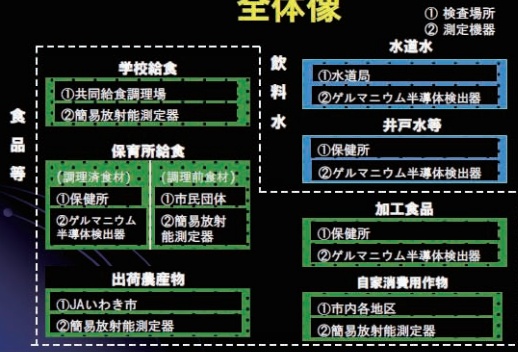 全体像
① 検査場所
② 測定機器
食品等
学校給食
①共同給食調理場
②簡易放射能測定器
保育所給食
(調理済食材)
①保健所
②ゲルマニウム
半導体検出器
(調理前食材)
①市民団体
②簡易放射
能測定器
出荷農産物
①JAいわき市
②簡易放射能測定器
飲料水
水道水
①水道局
②ゲルマニウム半導体検出器
井戸水等
①保健所
②ゲルマニウム半導体検出器
加工食品
①保健所
②ゲルマニウム半導体検出器
自家消費用作物
①市内各地区
②簡易放射能測定器